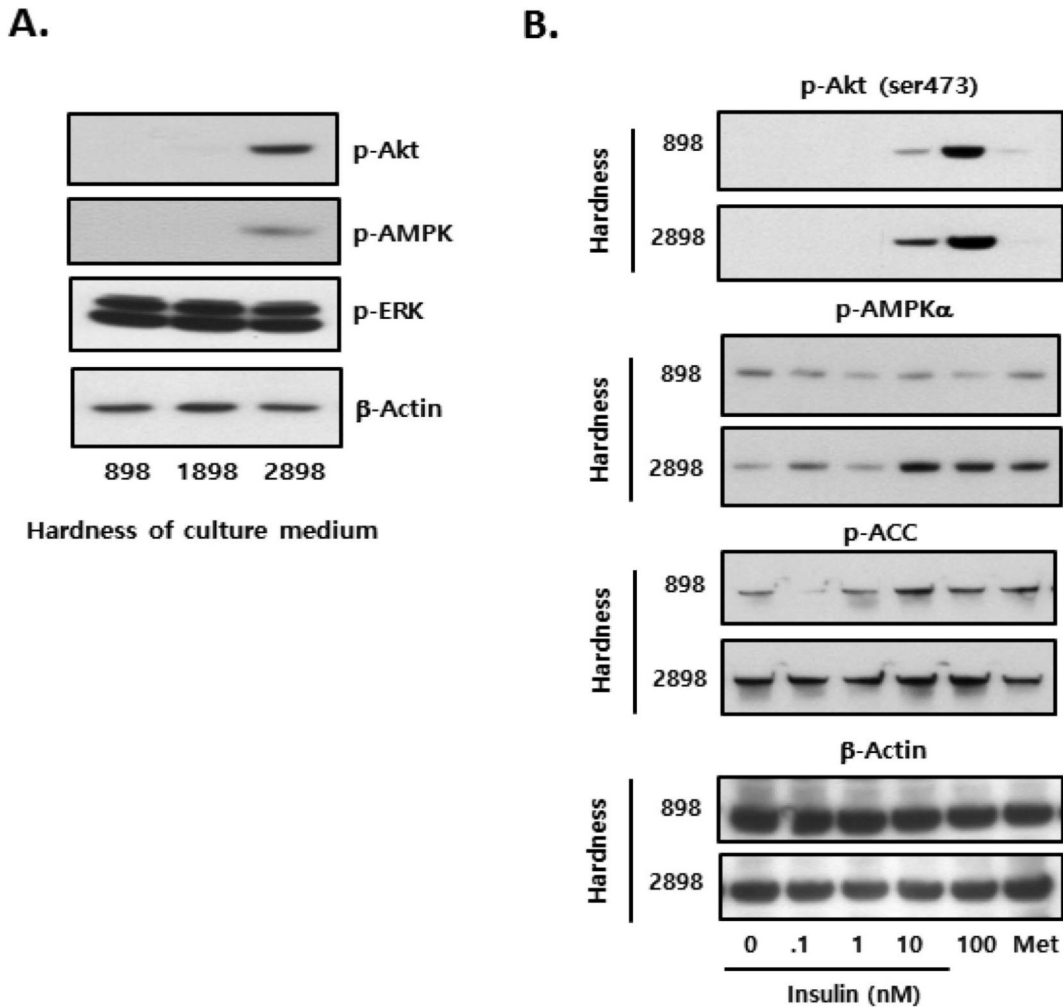 A.
p-Akt
p-AMPK
p-ERK
β-Actin
898 1898 2898
Hardness of culture medium
B.
p-Akt (ser473)
Hardness
898
2898
p-AMPKα
Hardness
898
2898
p-ACC
Hardness
898
2898
β-Actin
Hardness
898
2898
0 .1 1 10 100 Met
Insulin (nM)